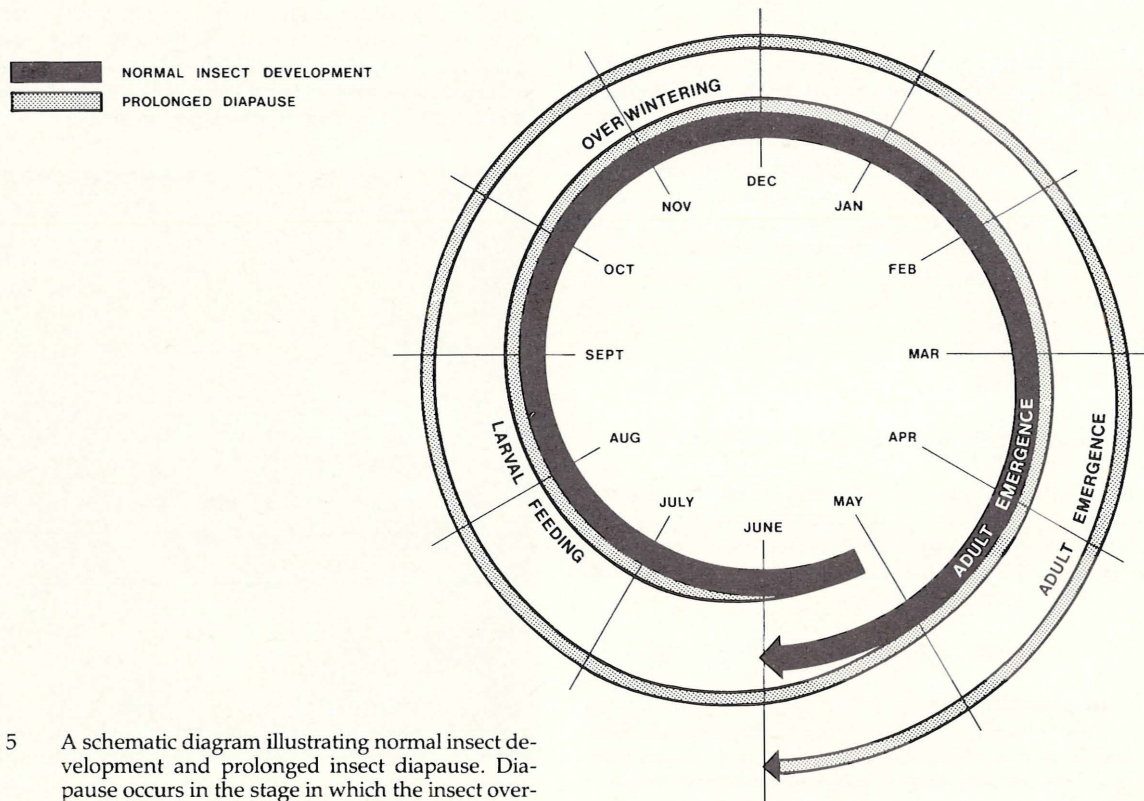 NORMAL INSECT DEVELOPMENT
PROLONGED DIAPAUSE
OVERWINTERING
DEC
NOV
JAN
OCT
FEB
SEPT
MAR
AUG
APR
JULY
MAY
JUNE
LARVAL FEEDING
ADULT EMERGENCE
ADULT EMERGENCE
5 A schematic diagram illustrating normal insect de-
velopment and prolonged insect diapause. Dia-
pause occurs in the stage in which the insect over-